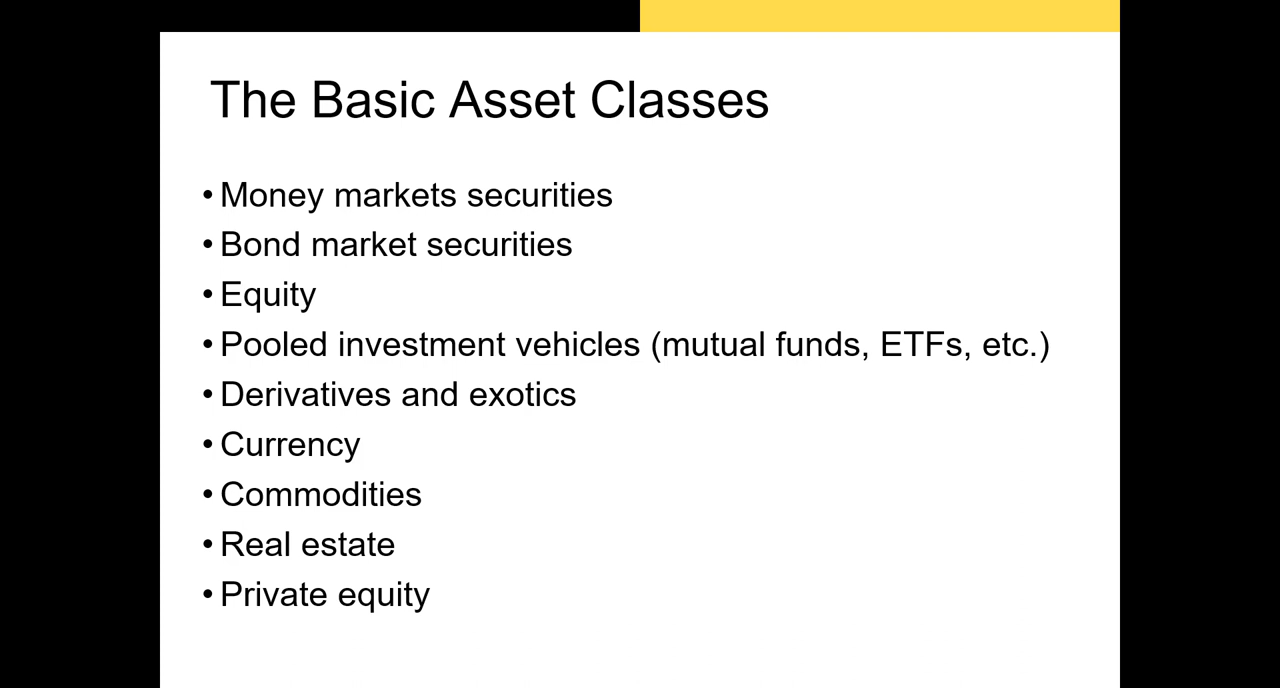 The Basic Asset Classes
• Money markets securities
• Bond market securities
• Equity
• Pooled investment vehicles (mutual funds, ETFs, etc.)
• Derivatives and exotics
• Currency
• Commodities
• Real estate
• Private equity